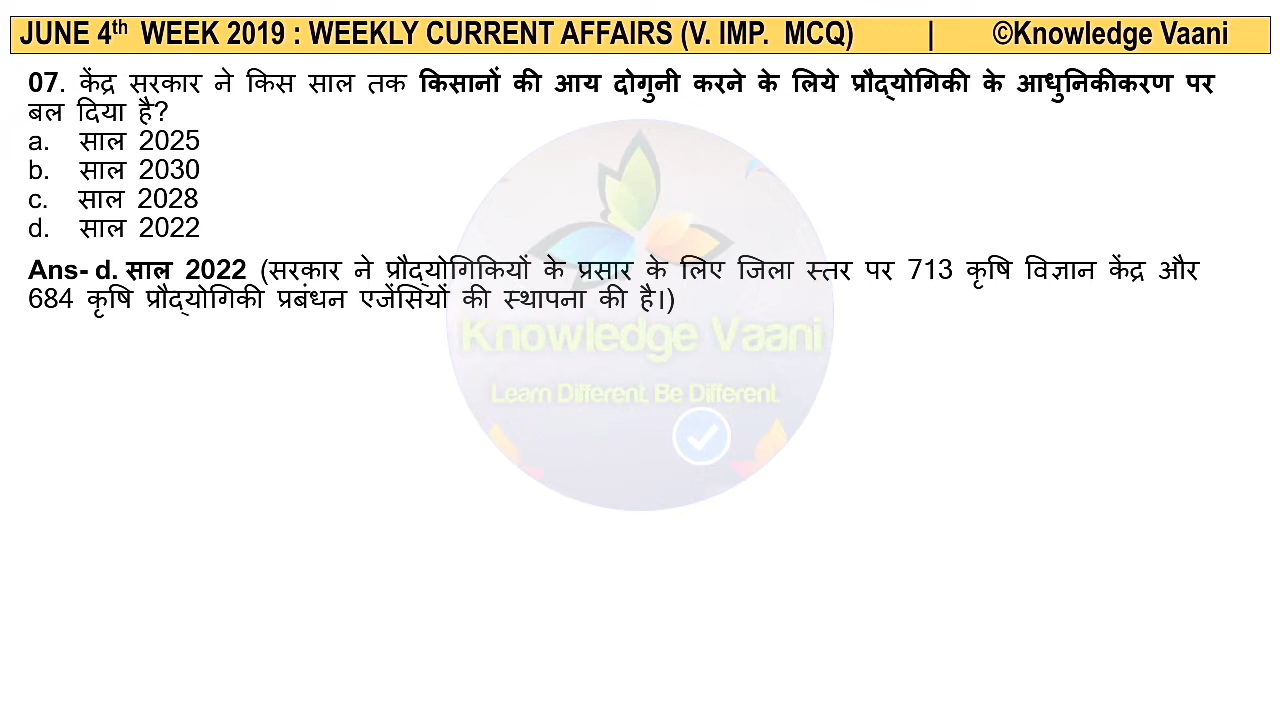 JUNE 4th WEEK 2019 : WEEKLY CURRENT AFFAIRS (V. IMP. MCQ) | ©Knowledge Vaani
07. केंद्र सरकार ने किस साल तक किसानों की आय दोगुनी करने के लिये प्रौद्योगिकी के आधुनिकीकरण पर
बल दिया है?
a. साल 2025
b. साल 2030
c. साल 2028
d. साल 2022
Ans- d. साल 2022 (सरकार ने प्रौद्योगिकियों के प्रसार के लिए जिला स्तर पर 713 कृषि विज्ञान केंद्र और
684 कृषि प्रौद्योगिकी प्रबंधन एजेंसियों की स्थापना की है।)
Knowledge Vaani
Learn Different, Be Different